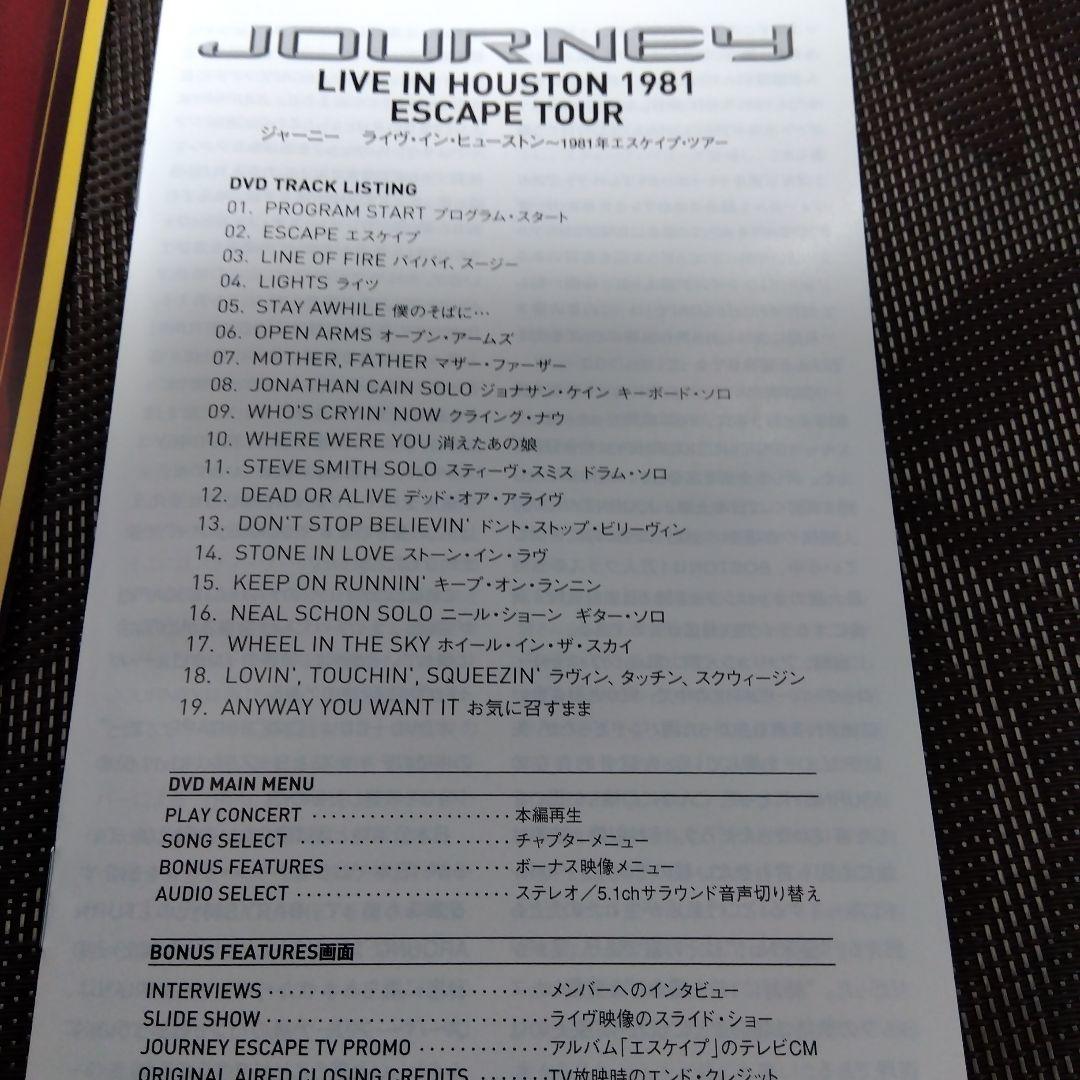 JOURNEY
LIVE IN HOUSTON 1981
ESCAPE TOUR
ジャーニー ライヴ・イン・ヒューストン～1981年エスケイプ・ツアー
DVD TRACK LISTING
01. PROGRAM START プログラム・スタート
02. ESCAPE エスケイプ
03. LINE OF FIRE バイバイ、スージー
04. LIGHTS ライツ
05. STAY AWHILE 僕のそばに…
06. OPEN ARMS オープン・アームズ
07. MOTHER, FATHER マザー・ファーザー
08. JONATHAN CAIN SOLO ジョナサン・ケイン キーボード・ソロ
09. WHO'S CRYIN' NOW クライング・ナウ
10. WHERE WERE YOU 消えたあの娘
11. STEVE SMITH SOLO スティーヴ・スミス ドラム・ソロ
12. DEAD OR ALIVE デッド・オア・アライヴ
13. DON'T STOP BELIEVIN' ドント・ストップ・ビリーヴィン
14. STONE IN LOVE ストーン・イン・ラヴ
15. KEEP ON RUNNIN' キープ・オン・ランニン
16. NEAL SCHON SOLO ニール・ショーン ギター・ソロ
17. WHEEL IN THE SKY ホイール・イン・ザ・スカイ
18. LOVIN', TOUCHIN', SQUEEZIN' ラヴィン、タッチン、スクウィージン
19. ANYWAY YOU WANT IT お気に召すまま
DVD MAIN MENU
PLAY CONCERT ・・・・・・・・・・・・・・・・・・・・ 本編再生
SONG SELECT ・・・・・・・・・・・・・・・・・・・・ チャプターメニュー
BONUS FEATURES ・・・・・・・・・・・・・・・・・・ ボーナス映像メニュー
AUDIO SELECT ・・・・・・・・・・・・・・・・・・・・ ステレオ／5.1chサラウンド音声切り替え
BONUS FEATURES画面
INTERVIEWS ・・・・・・・・・・・・・・・・・・・・・・・・・・ メンバーへのインタビュー
SLIDE SHOW ・・・・・・・・・・・・・・・・・・・・・・・・・・ ライヴ映像のスライド・ショー
JOURNEY ESCAPE TV PROMO ・・・・・・・・・・・・ アルバム「エスケイプ」のテレビCM
ORIGINAL AIRED CLOSING CREDITS ・・・・・・・ TV放映時のエンド・クレジット